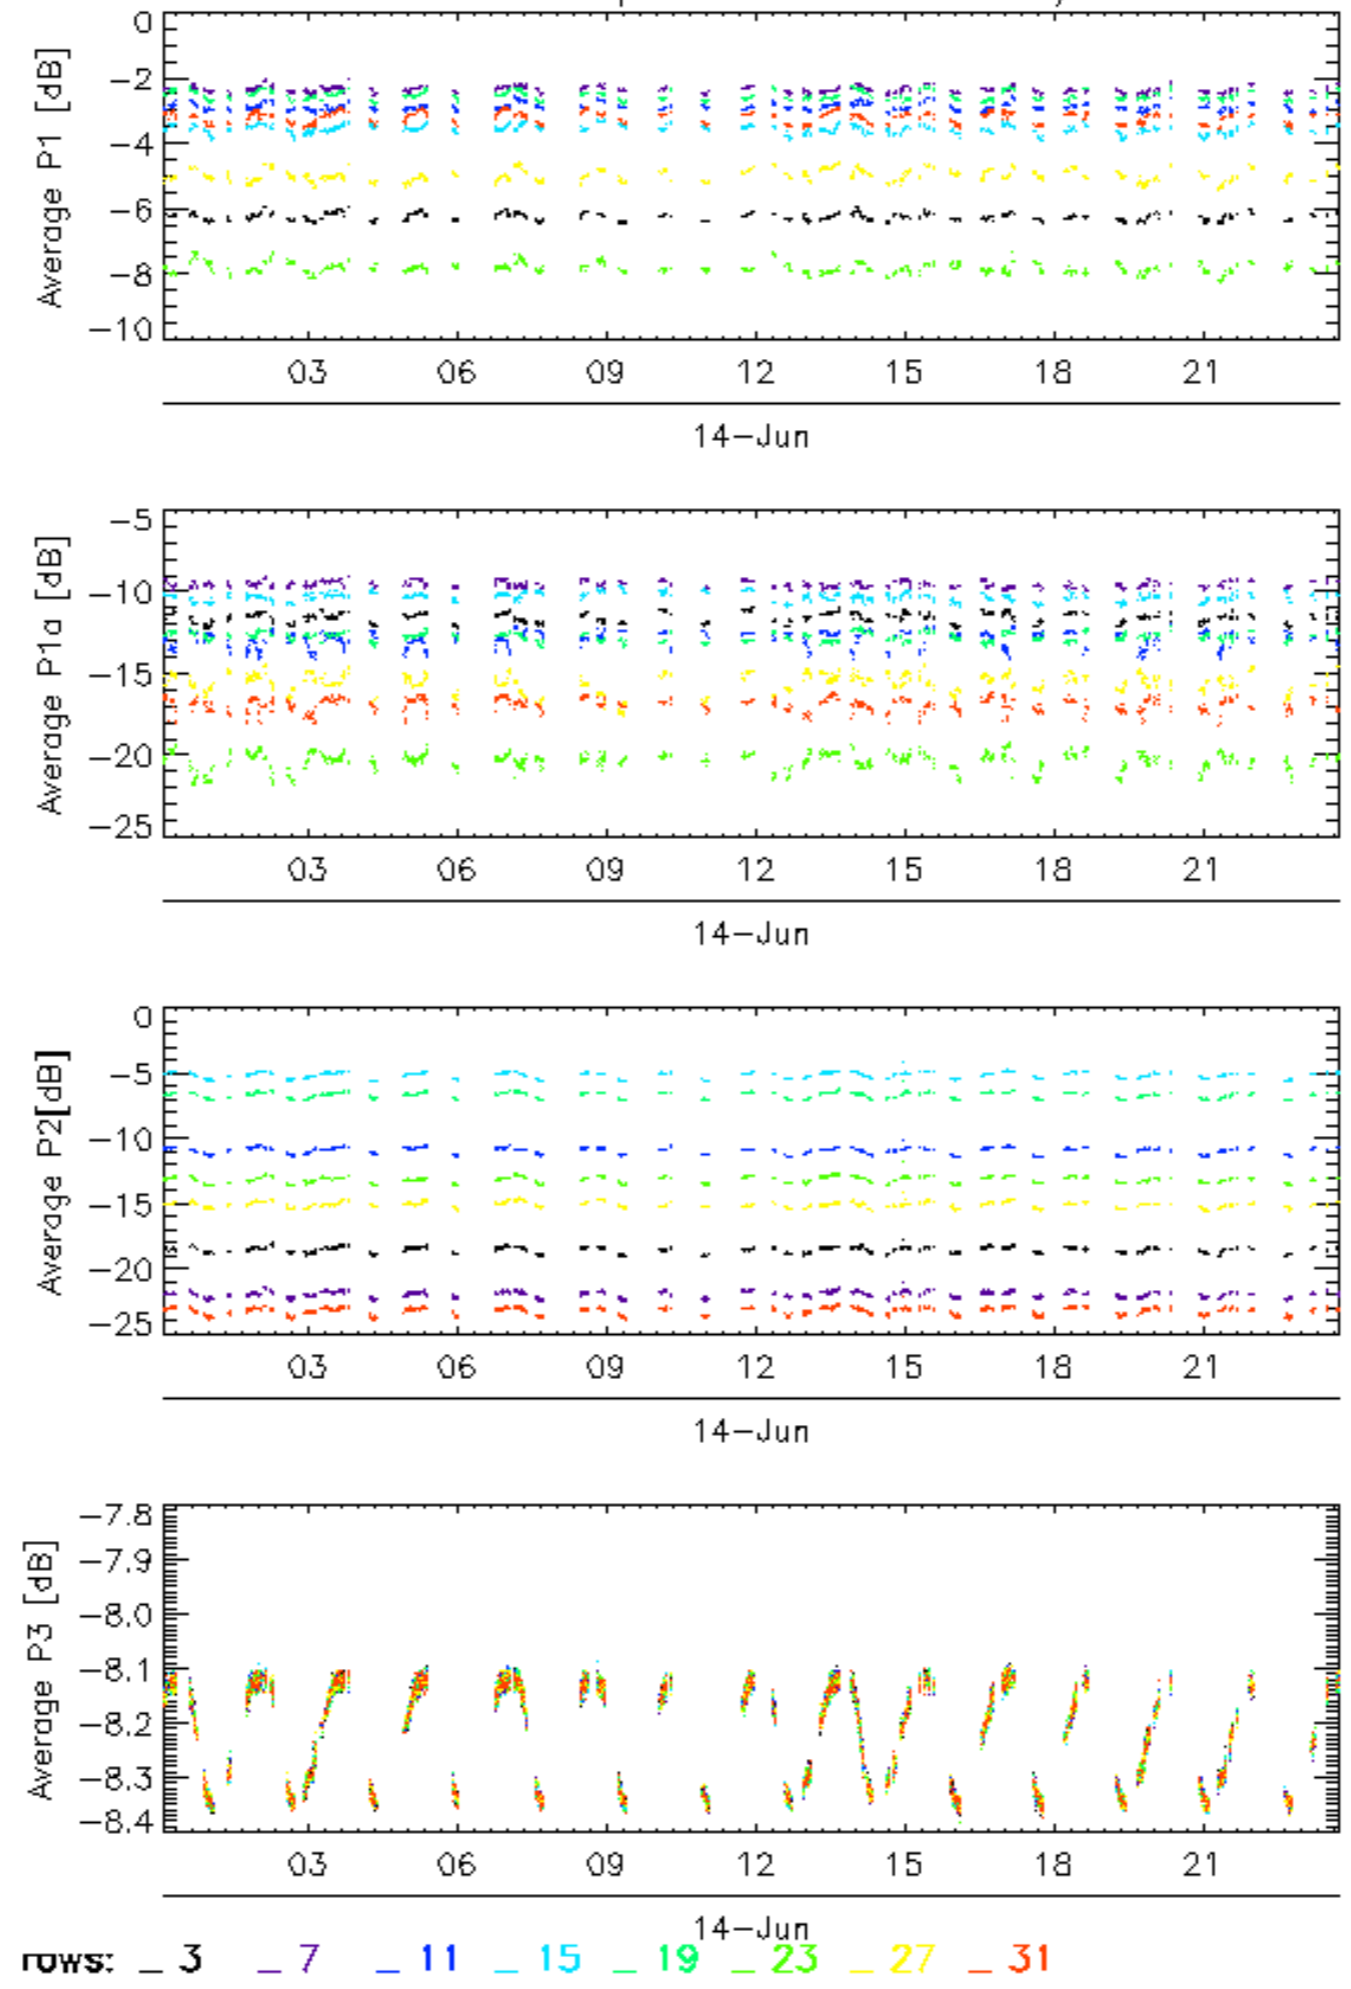 0
-2
-4
-6
-8
-10
Average P1 [dB]
03 06 09 12 15 18 21
14-Jun
-5
-10
-15
-20
-25
Average P1a [dB]
03 06 09 12 15 18 21
14-Jun
0
-5
-10
-15
-20
-25
Average P2[dB]
03 06 09 12 15 18 21
14-Jun
-7.8
-7.9
-8.0
-8.1
-8.2
-8.3
-8.4
Average P3 [dB]
03 06 09 12 15 18 21
14-Jun
rows: _ 3 _ 7 _ 11 _ 15 _ 19 _ 23 _ 27 _ 31